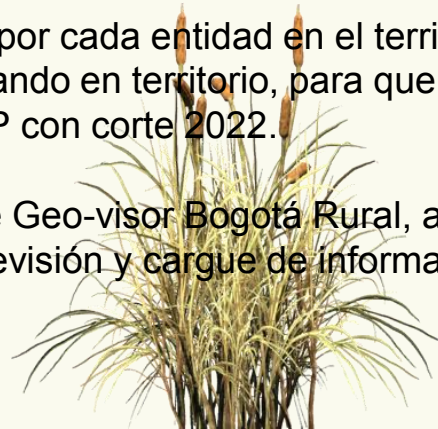 por cada entidad en el terri
ando en territorio, para que
P con corte 2022.
e Geo-visor Bogotá Rural, a
evisión y cargue de informa